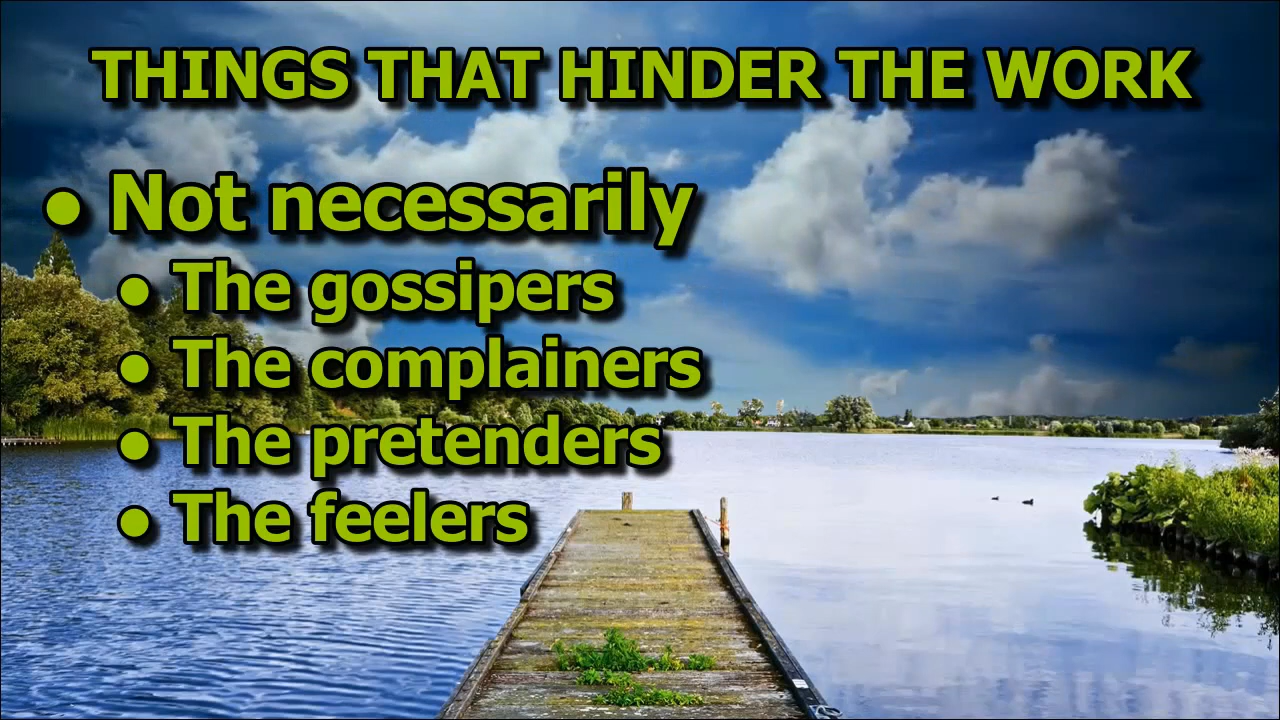 THINGS THAT HINDER THE WORK
• Not necessarily
• The gossipers
• The complainers
• The pretenders
• The feelers